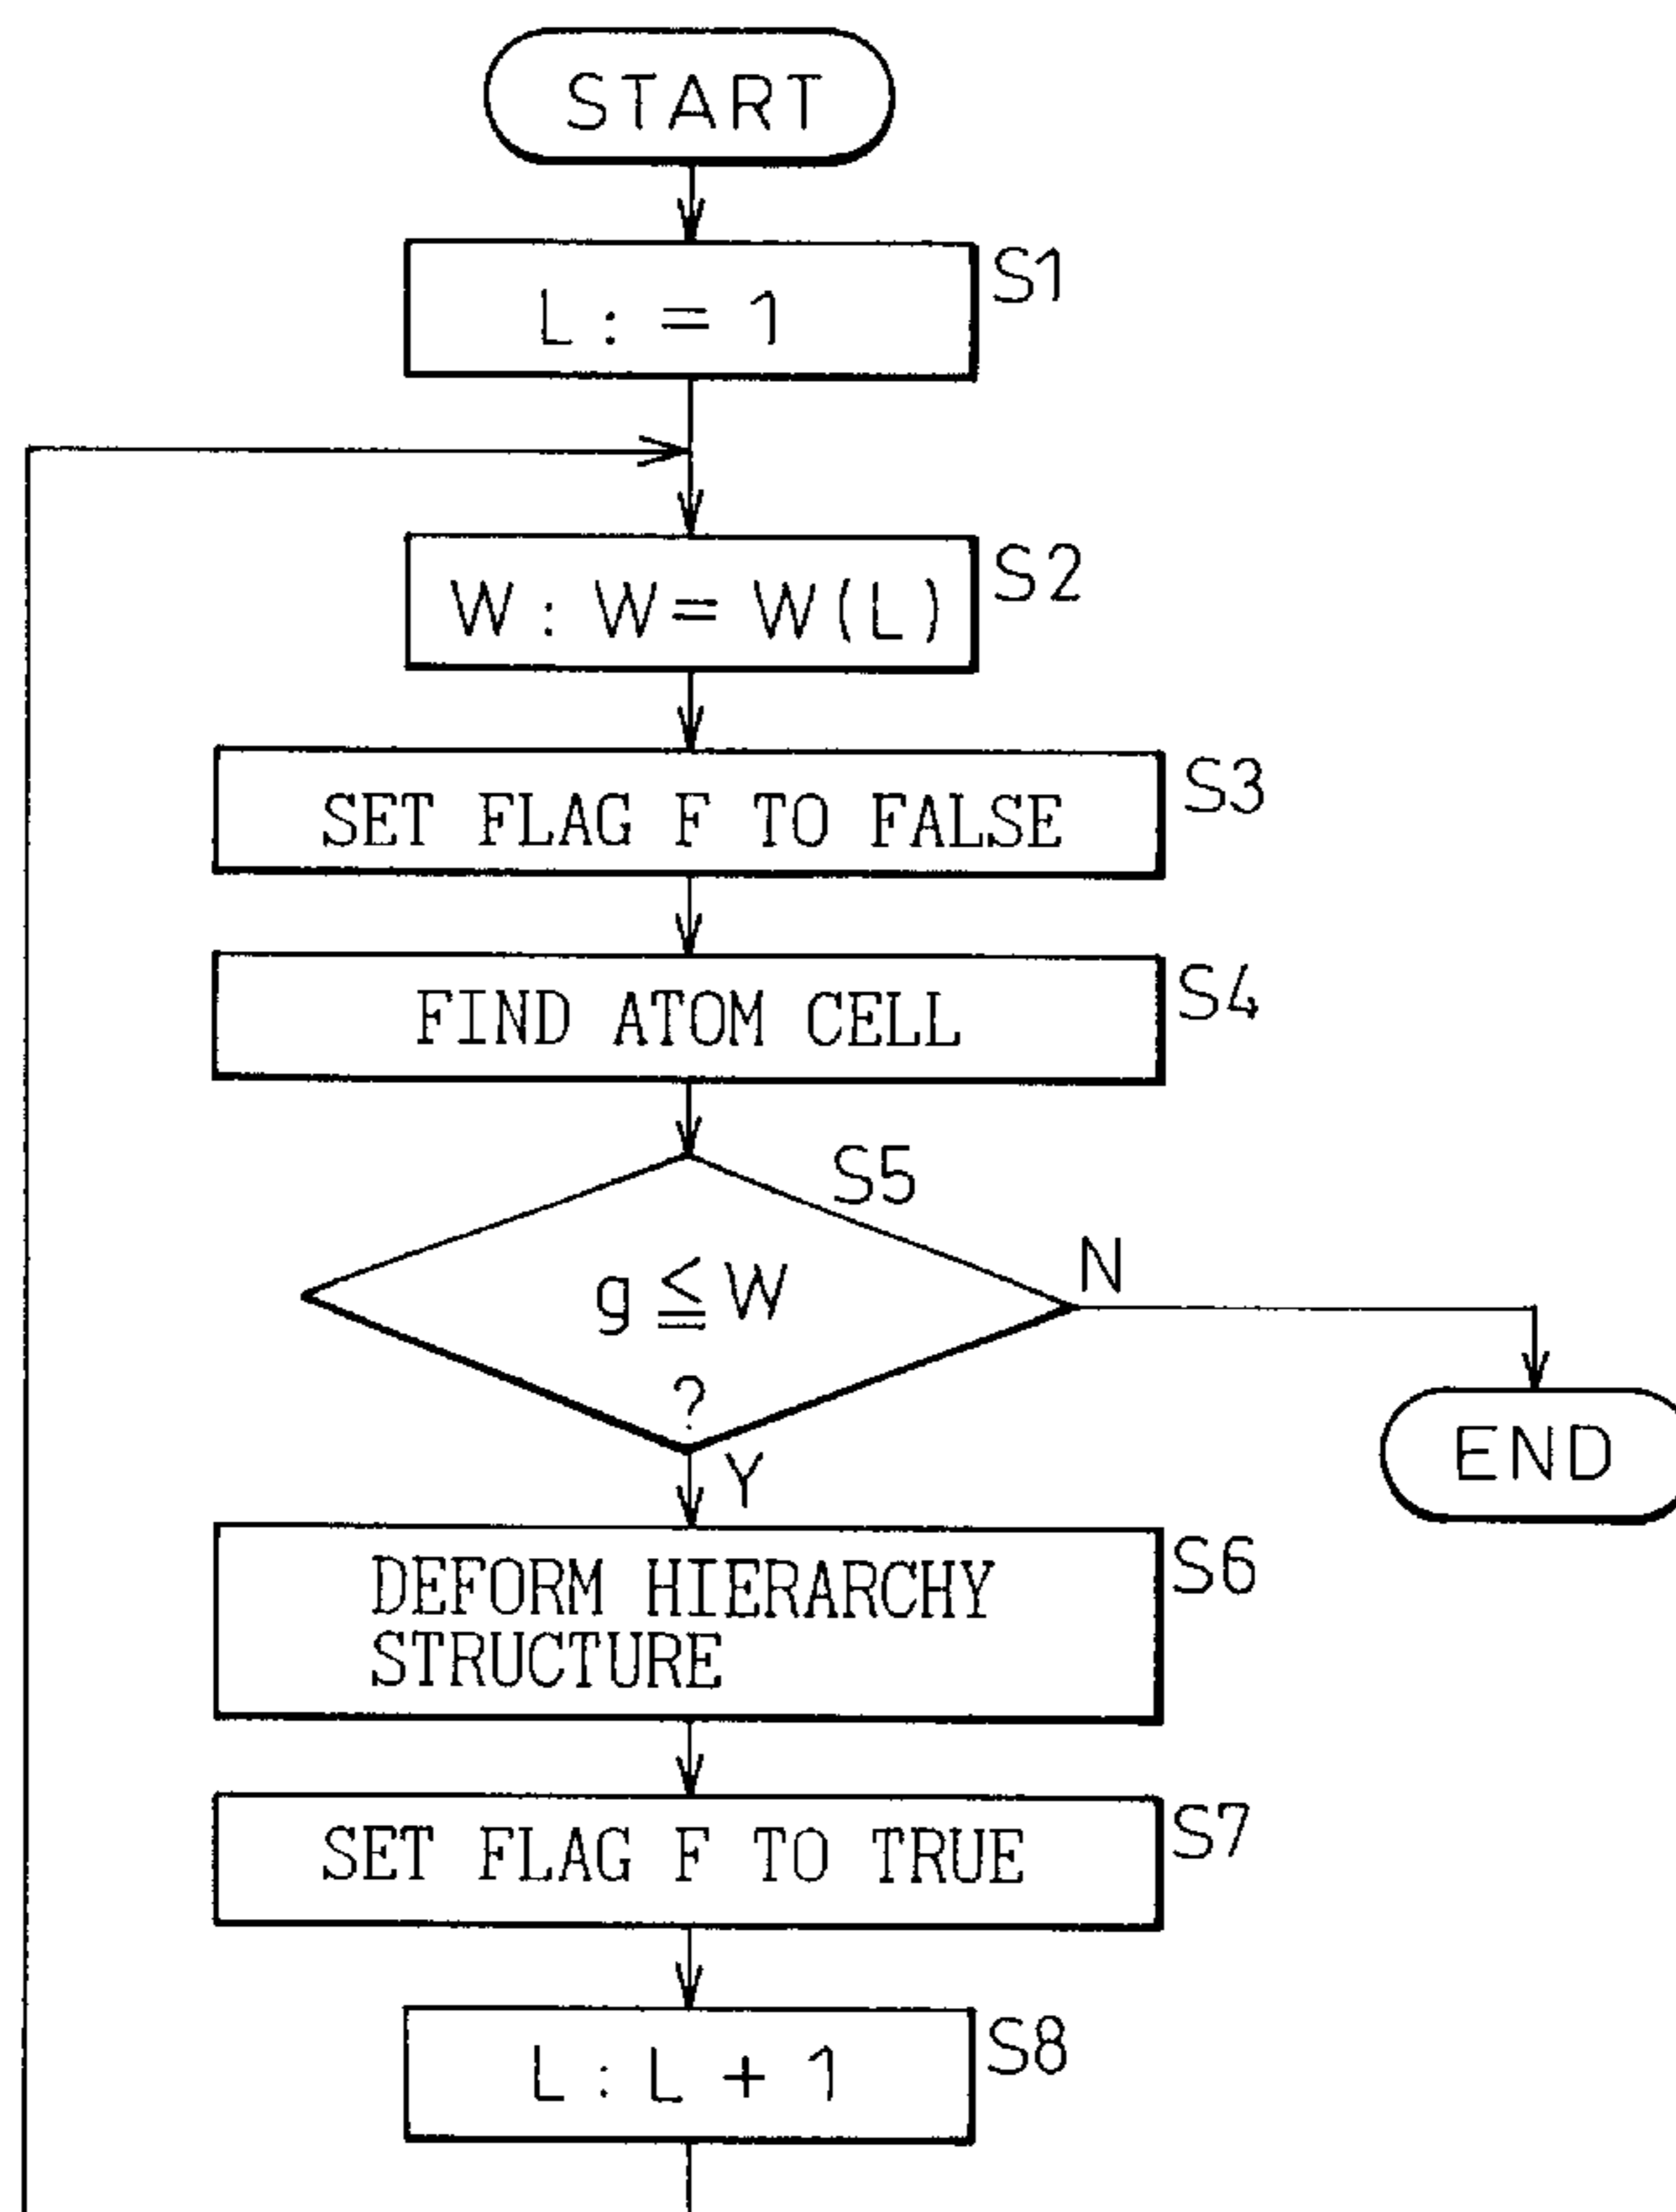 START
L : = 1
S1
W : W = W(L)
S2
SET FLAG F TO FALSE
S3
FIND ATOM CELL
S4
S5
g ≦ W
?
N
END
Y
DEFORM HIERARCHY
STRUCTURE
S6
SET FLAG F TO TRUE
S7
L : L + 1
S8